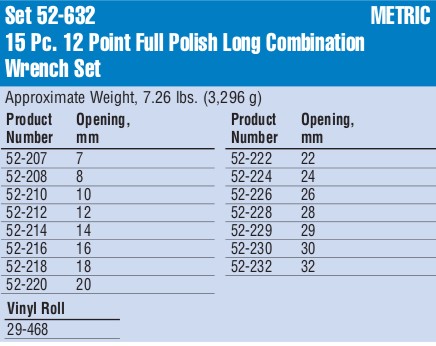 Set 52-632 METRIC
15 Pc. 12 Point Full Polish Long Combination
Wrench Set
Approximate Weight, 7.26 lbs. (3,296 g)
Product Opening, Product Opening,
Number mm Number mm
52-207 7 52-222 22
52-208 8 52-224 24
52-210 10 52-226 26
52-212 12 52-228 28
52-214 14 52-229 29
52-216 16 52-230 30
52-218 18 52-232 32
52-220 20
Vinyl Roll
29-468